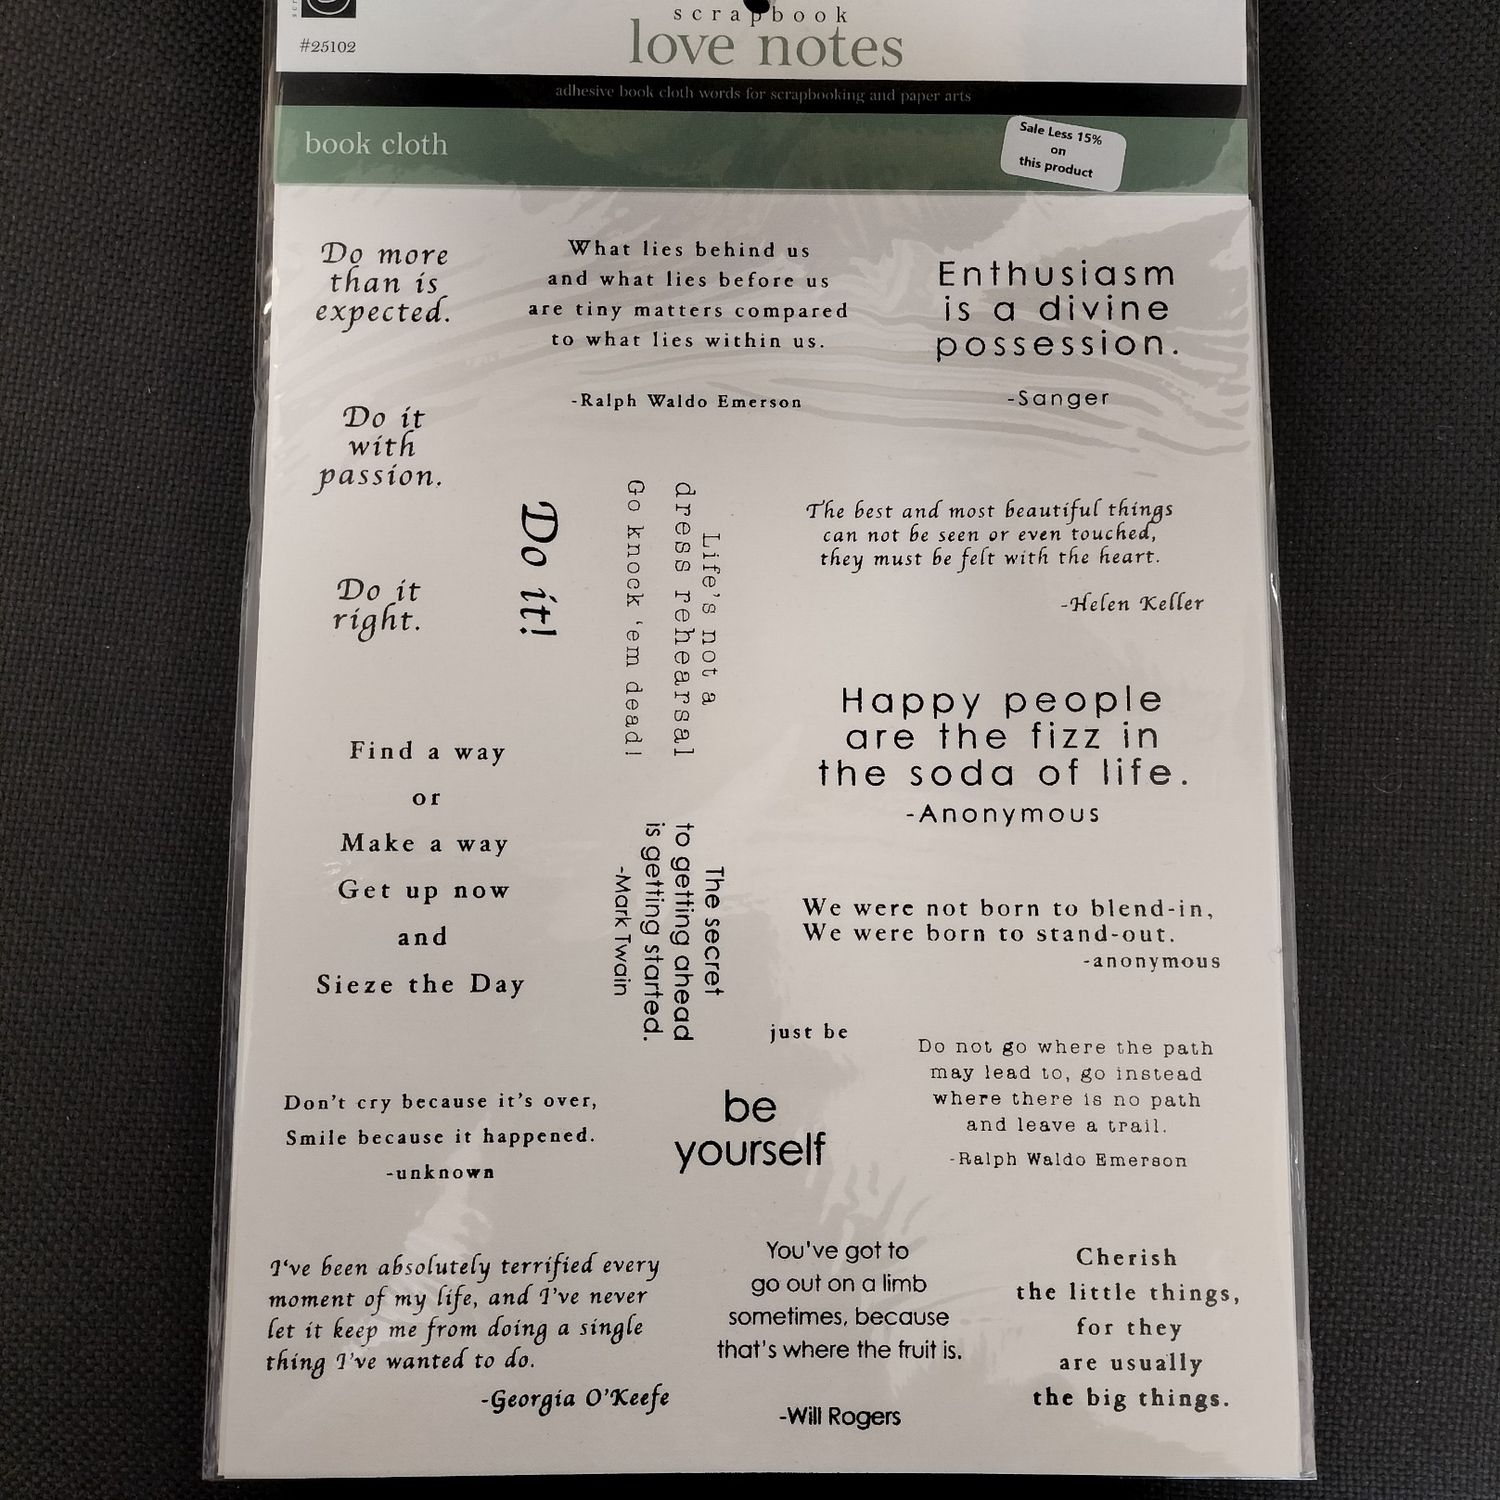 #25102
scrapbook
love notes
adhesive book cloth words for scrapbooking and paper arts
book cloth
Sale Less 15%
on
this product
Do more
than is
expected.
What lies behind us
and what lies before us
are tiny matters compared
to what lies within us.
-Ralph Waldo Emerson
Enthusiasm
is a divine
possession.
-Sanger
Do it
with
passion.
Do it
right.
Do it!
Life's not a
dress rehearsal
Go knock 'em dead!
The best and most beautiful things
can not be seen or even touched,
they must be felt with the heart.
-Helen Keller
Happy people
are the fizz in
the soda of life.
-Anonymous
Find a way
or
Make a way
Get up now
and
Sieze the Day
The secret
to getting ahead
is getting started.
-Mark Twain
We were not born to blend-in,
We were born to stand-out.
-anonymous
just be
be
yourself
Do not go where the path
may lead to, go instead
where there is no path
and leave a trail.
-Ralph Waldo Emerson
Don't cry because it's over,
Smile because it happened.
-unknown
I've been absolutely terrified every
moment of my life, and I've never
let it keep me from doing a single
thing I've wanted to do.
-Georgia O'Keefe
You've got to
go out on a limb
sometimes, because
that's where the fruit is.
-Will Rogers
Cherish
the little things,
for they
are usually
the big things.